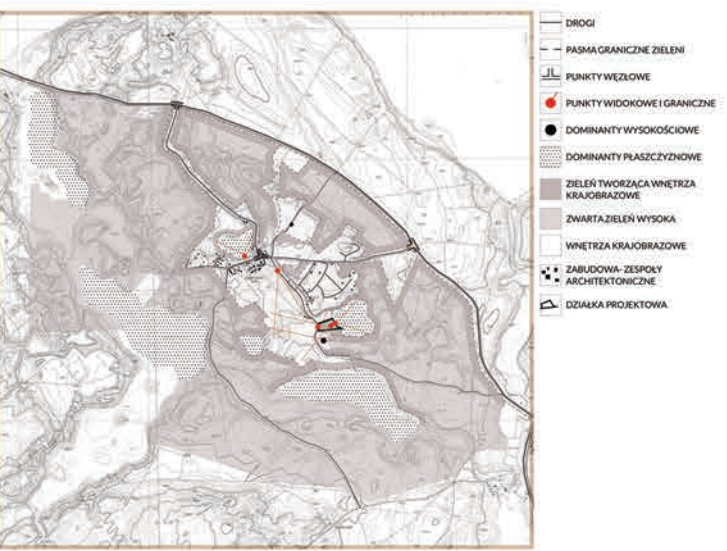 DROGI
PASMA GRANICZNE ZIELENI
PUNKTY WĘZŁOWE
PUNKTY WIDOKOWE I GRANICZNE
DOMINANTY WYSOKOŚCIOWE
DOMINANTY PŁASZCZYZNOWE
ZIELEŃ TWORZĄCA WNĘTRZA
KRAJOBRAZOWE
ZWARTA ZIELEŃ WYSOKA
WNĘTRZA KRAJOBRAZOWE
ZABUDOWA- ZESPOŁY
ARCHITEKTONICZNE
DZIAŁKA PROJEKTOWA